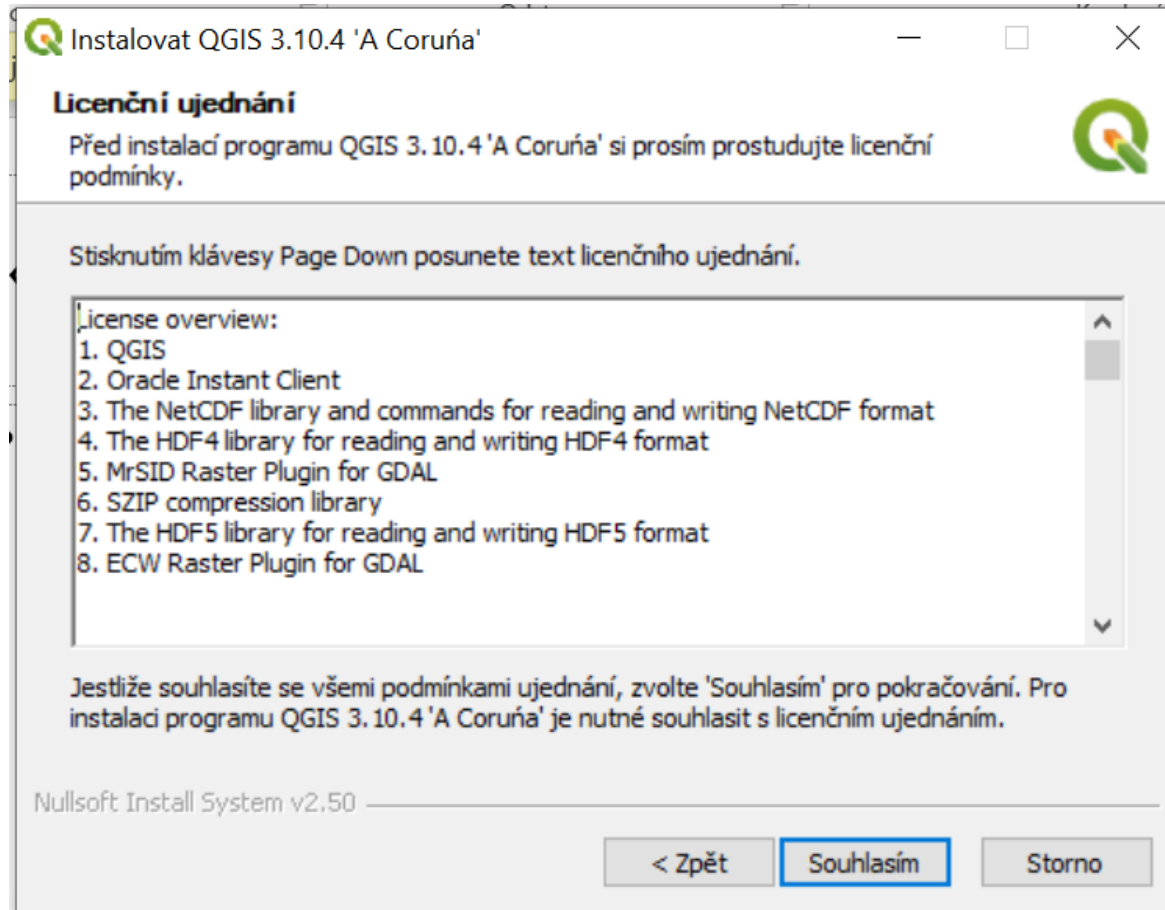 Instalovat QGIS 3.10.4 'A Coruńa'
Licenční ujednání
Před instalací programu QGIS 3.10.4 'A Coruńa' si prosím prostudujte licenční
podmínky.
Stisknutím klávesy Page Down posunete text licenčního ujednání.
License overview:
1. QGIS
2. Oracle Instant Client
3. The NetCDF library and commands for reading and writing NetCDF format
4. The HDF4 library for reading and writing HDF4 format
5. MrSID Raster Plugin for GDAL
6. SZIP compression library
7. The HDF5 library for reading and writing HDF5 format
8. ECW Raster Plugin for GDAL
Jestliže souhlasíte se všemi podmínkami ujednání, zvolte 'Souhlasím' pro pokračování. Pro
instalaci programu QGIS 3.10.4 'A Coruńa' je nutné souhlasit s licenčním ujednáním.
Nullsoft Install System v2.50
< Zpět
Souhlasím
Storno